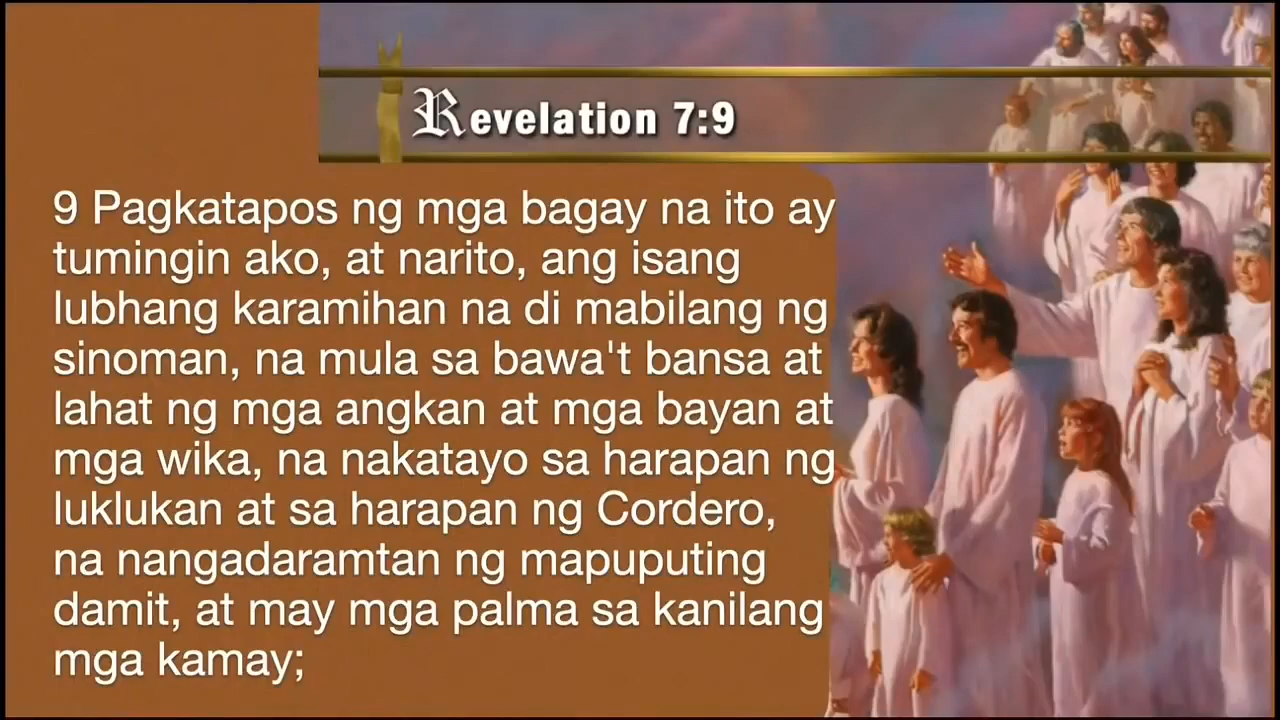 Revelation 7:9
9 Pagkatapos ng mga bagay na ito ay
tumingin ako, at narito, ang isang
lubhang karamihan na di mabilang ng
sinoman, na mula sa bawa't bansa at
lahat ng mga angkan at mga bayan at
mga wika, na nakatayo sa harapan ng
luklukan at sa harapan ng Cordero,
na nangadaramtan ng mapuputing
damit, at may mga palma sa kanilang
mga kamay;